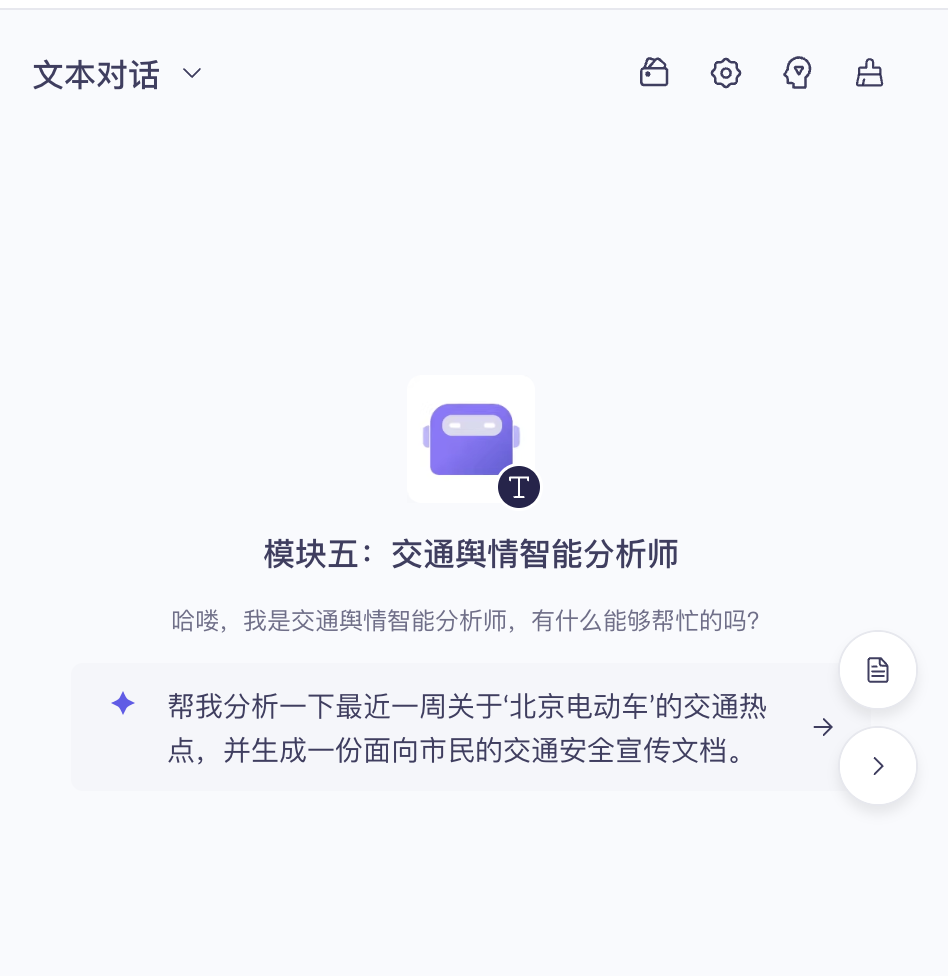 文本对话
T
模块五：交通舆情智能分析师
哈喽，我是交通舆情智能分析师，有什么能够帮忙的吗？
帮我分析一下最近一周关于‘北京电动车’的交通热
点，并生成一份面向市民的交通安全宣传文档。